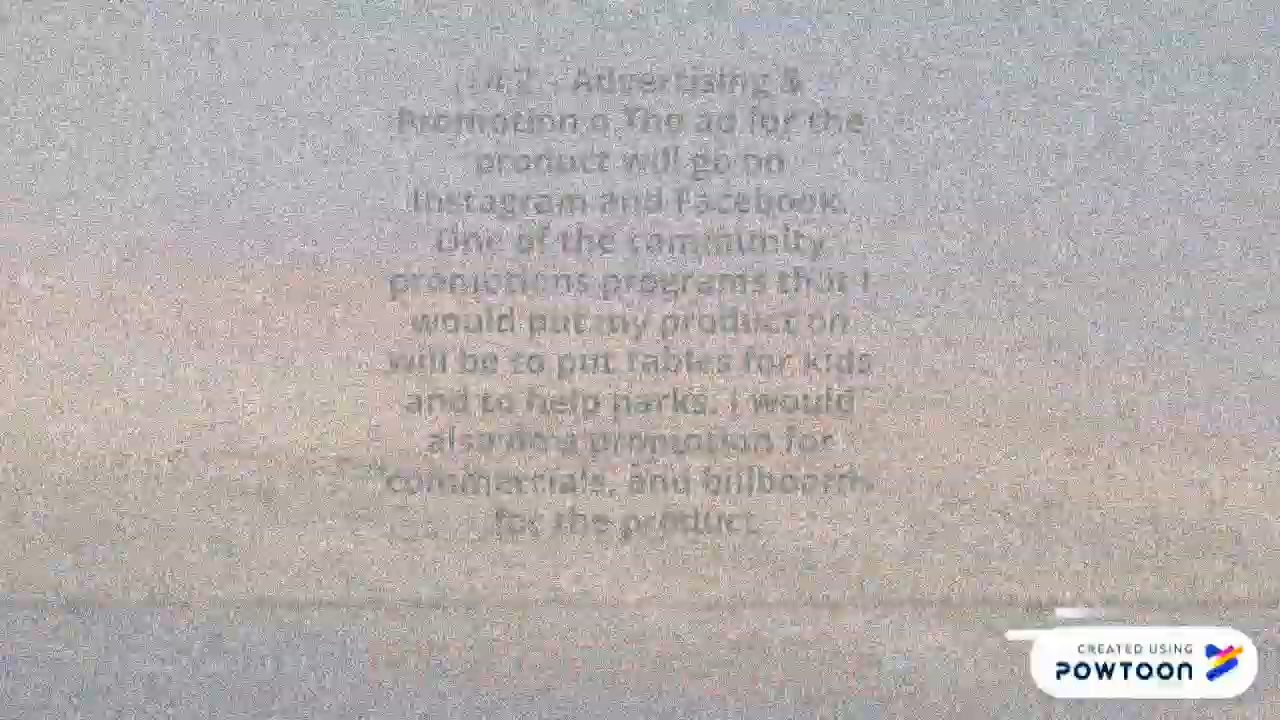 - Advertising &
Promotion o The ad for the
product will go on
Instagram and Facebook.
One of the community
promotions programs that I
would put my product on
will be to put tables for kids
and to help parks. I would
also do a promotion for
commercials, and billboards
for the product.
CREATED USING
POWTOON